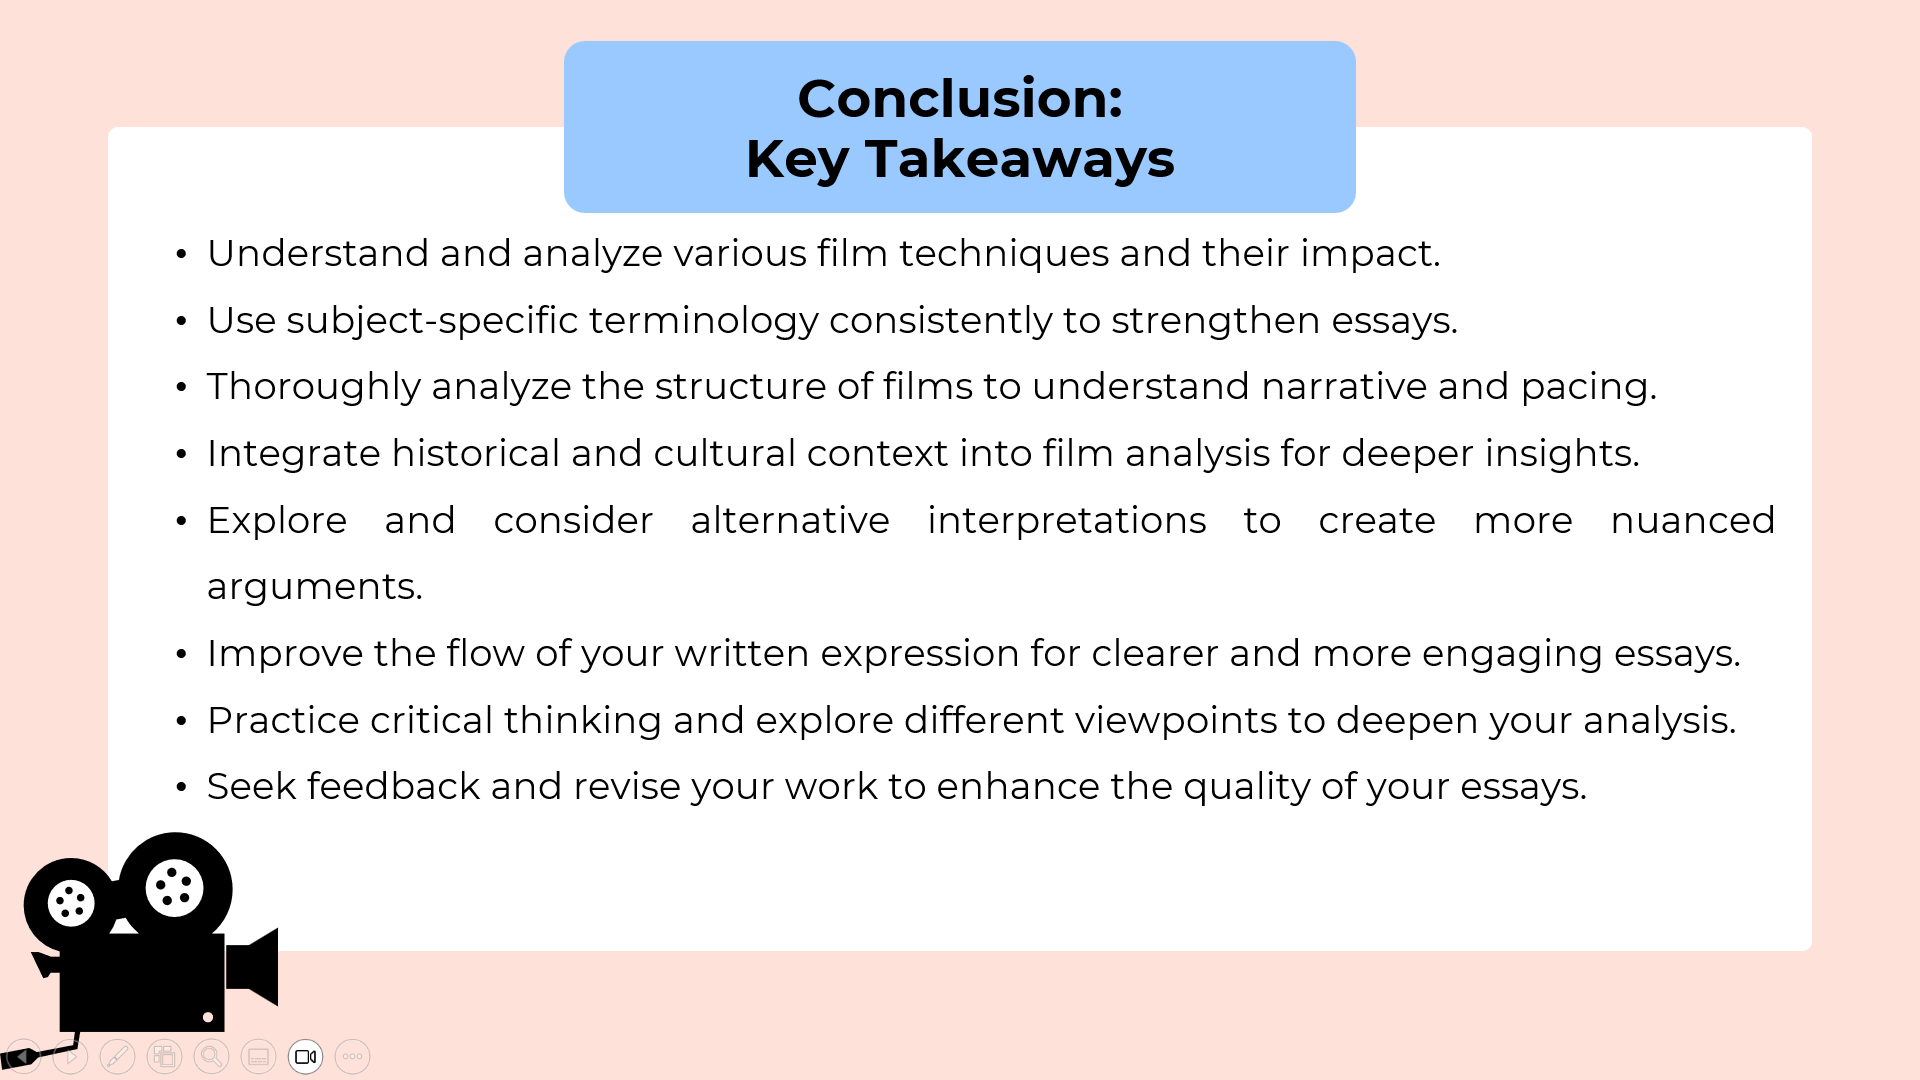 Conclusion:
Key Takeaways
• Understand and analyze various film techniques and their impact.
• Use subject-specific terminology consistently to strengthen essays.
• Thoroughly analyze the structure of films to understand narrative and pacing.
• Integrate historical and cultural context into film analysis for deeper insights.
• Explore and consider alternative interpretations to create more nuanced
arguments.
• Improve the flow of your written expression for clearer and more engaging essays.
• Practice critical thinking and explore different viewpoints to deepen your analysis.
• Seek feedback and revise your work to enhance the quality of your essays.